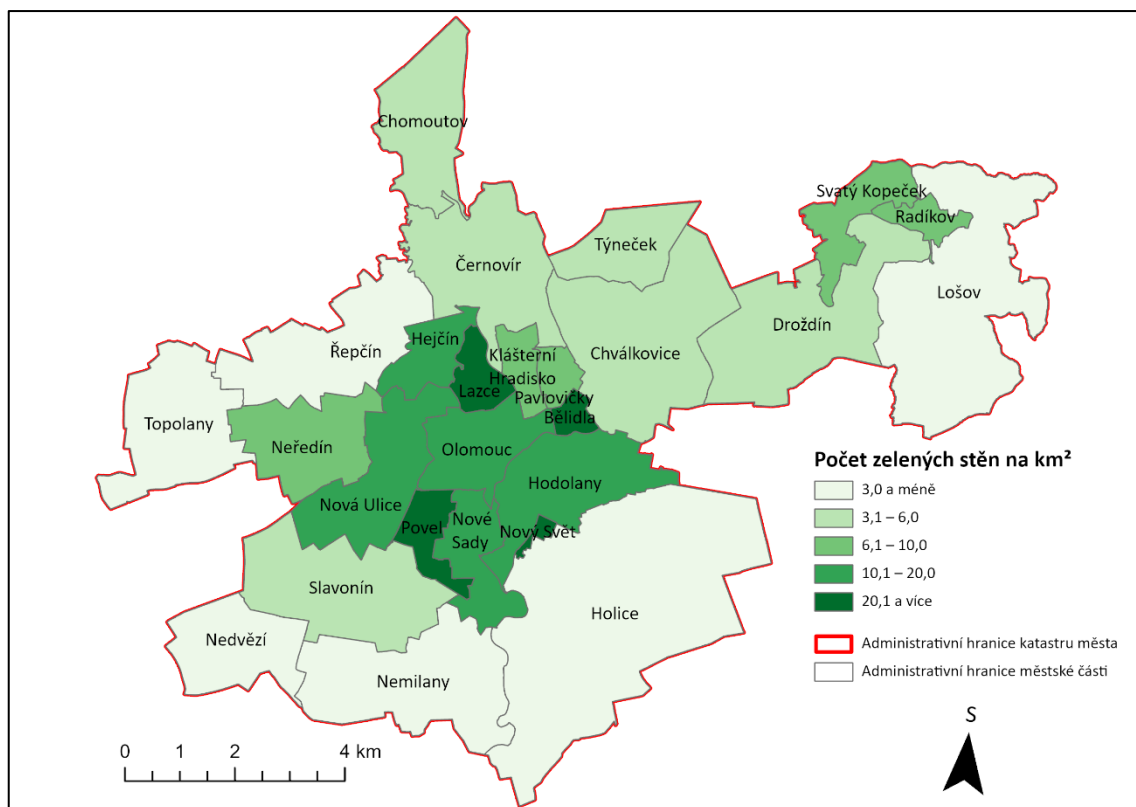 Chomoutov
Svatý Kopeček
Radíkov
Týneček
Černovír
Lošov
Droždín
Hejčín
Řepčín
Klášterní
Hradisko
Chválkovice
Lazce
Pavlovičky
Bělidla
Topolany
Neředín
Olomouc
Hodolany
Nová Ulice
Povel
Nové
Sady
Nový Svět
Slavonín
Holice
Nedvězí
Nemilany
Počet zelených stěn na km²
3,0 a méně
3,1 – 6,0
6,1 – 10,0
10,1 – 20,0
20,1 a více
Administrativní hranice katastru města
Administrativní hranice městské části
S
0 1 2 4 km